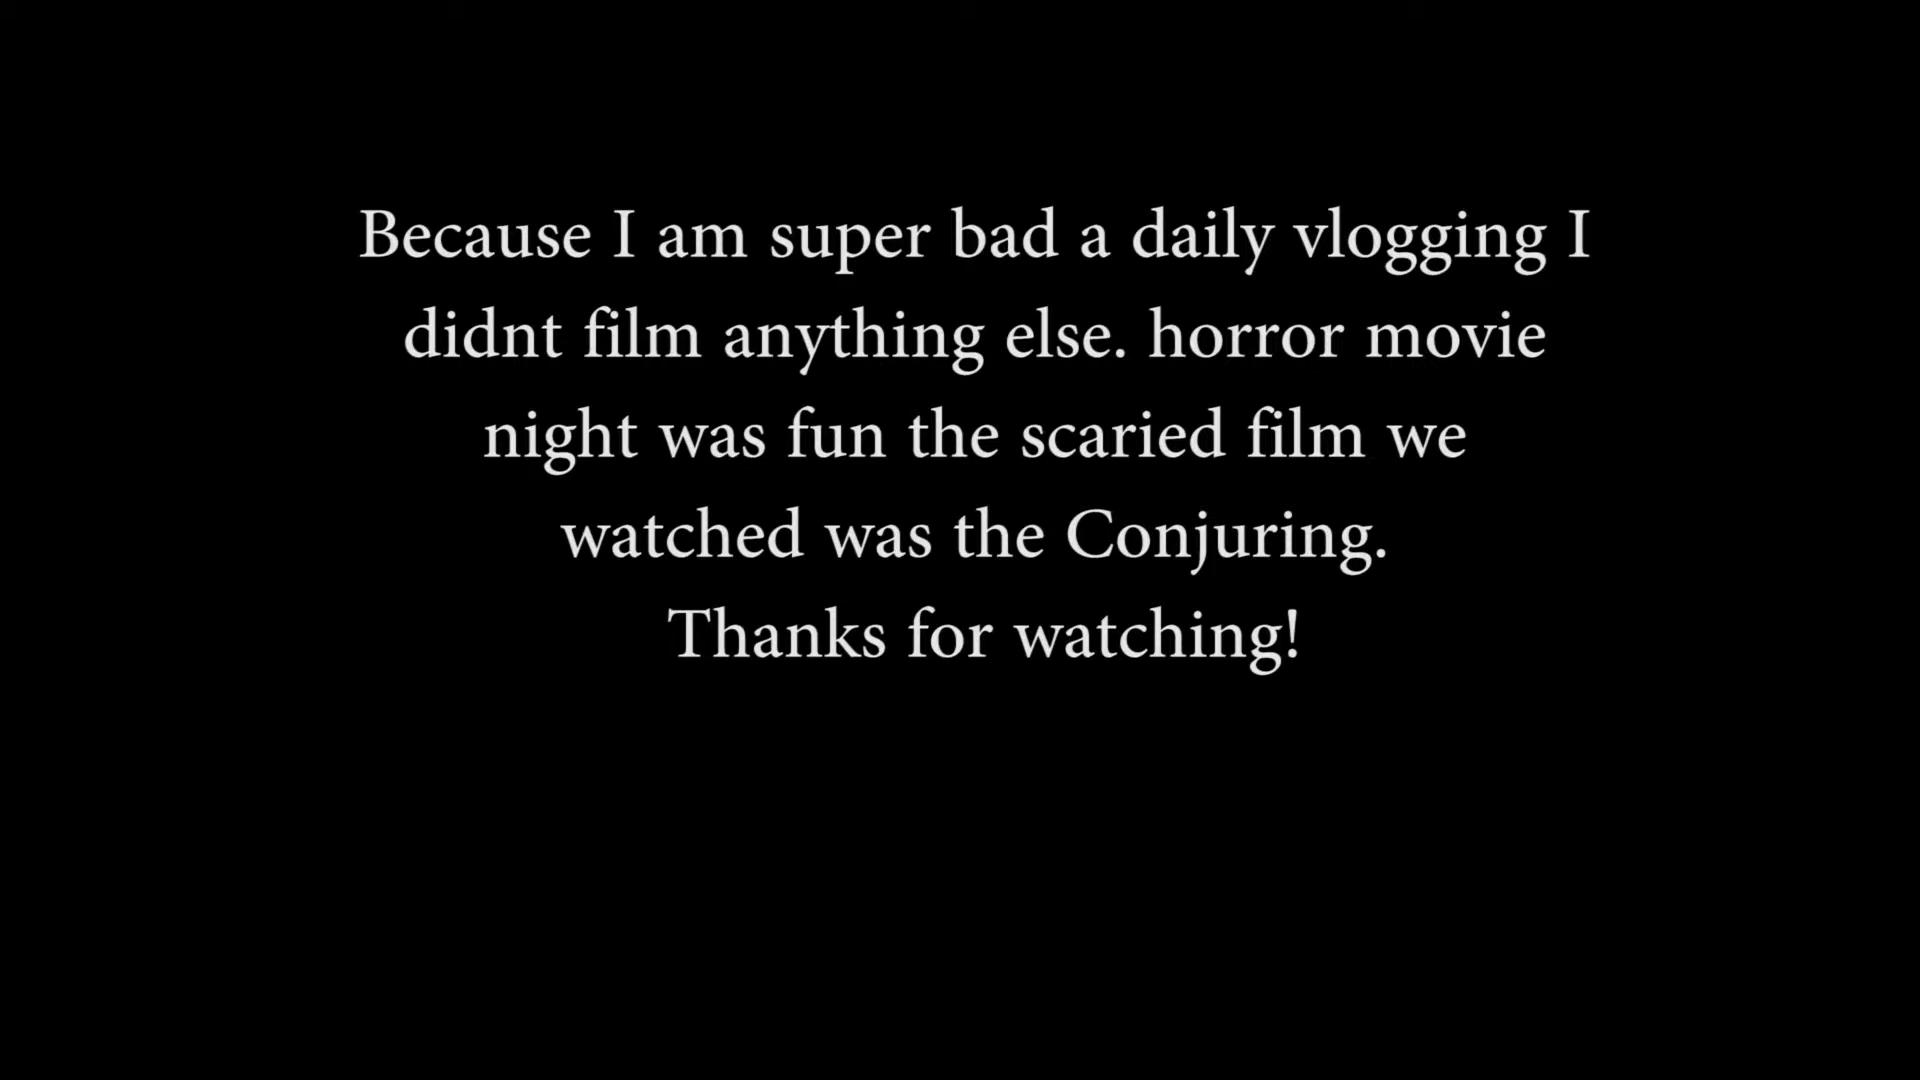 Because I am super bad a daily vlogging I
didnt film anything else. horror movie
night was fun the scaried film we
watched was the Conjuring.
Thanks for watching!